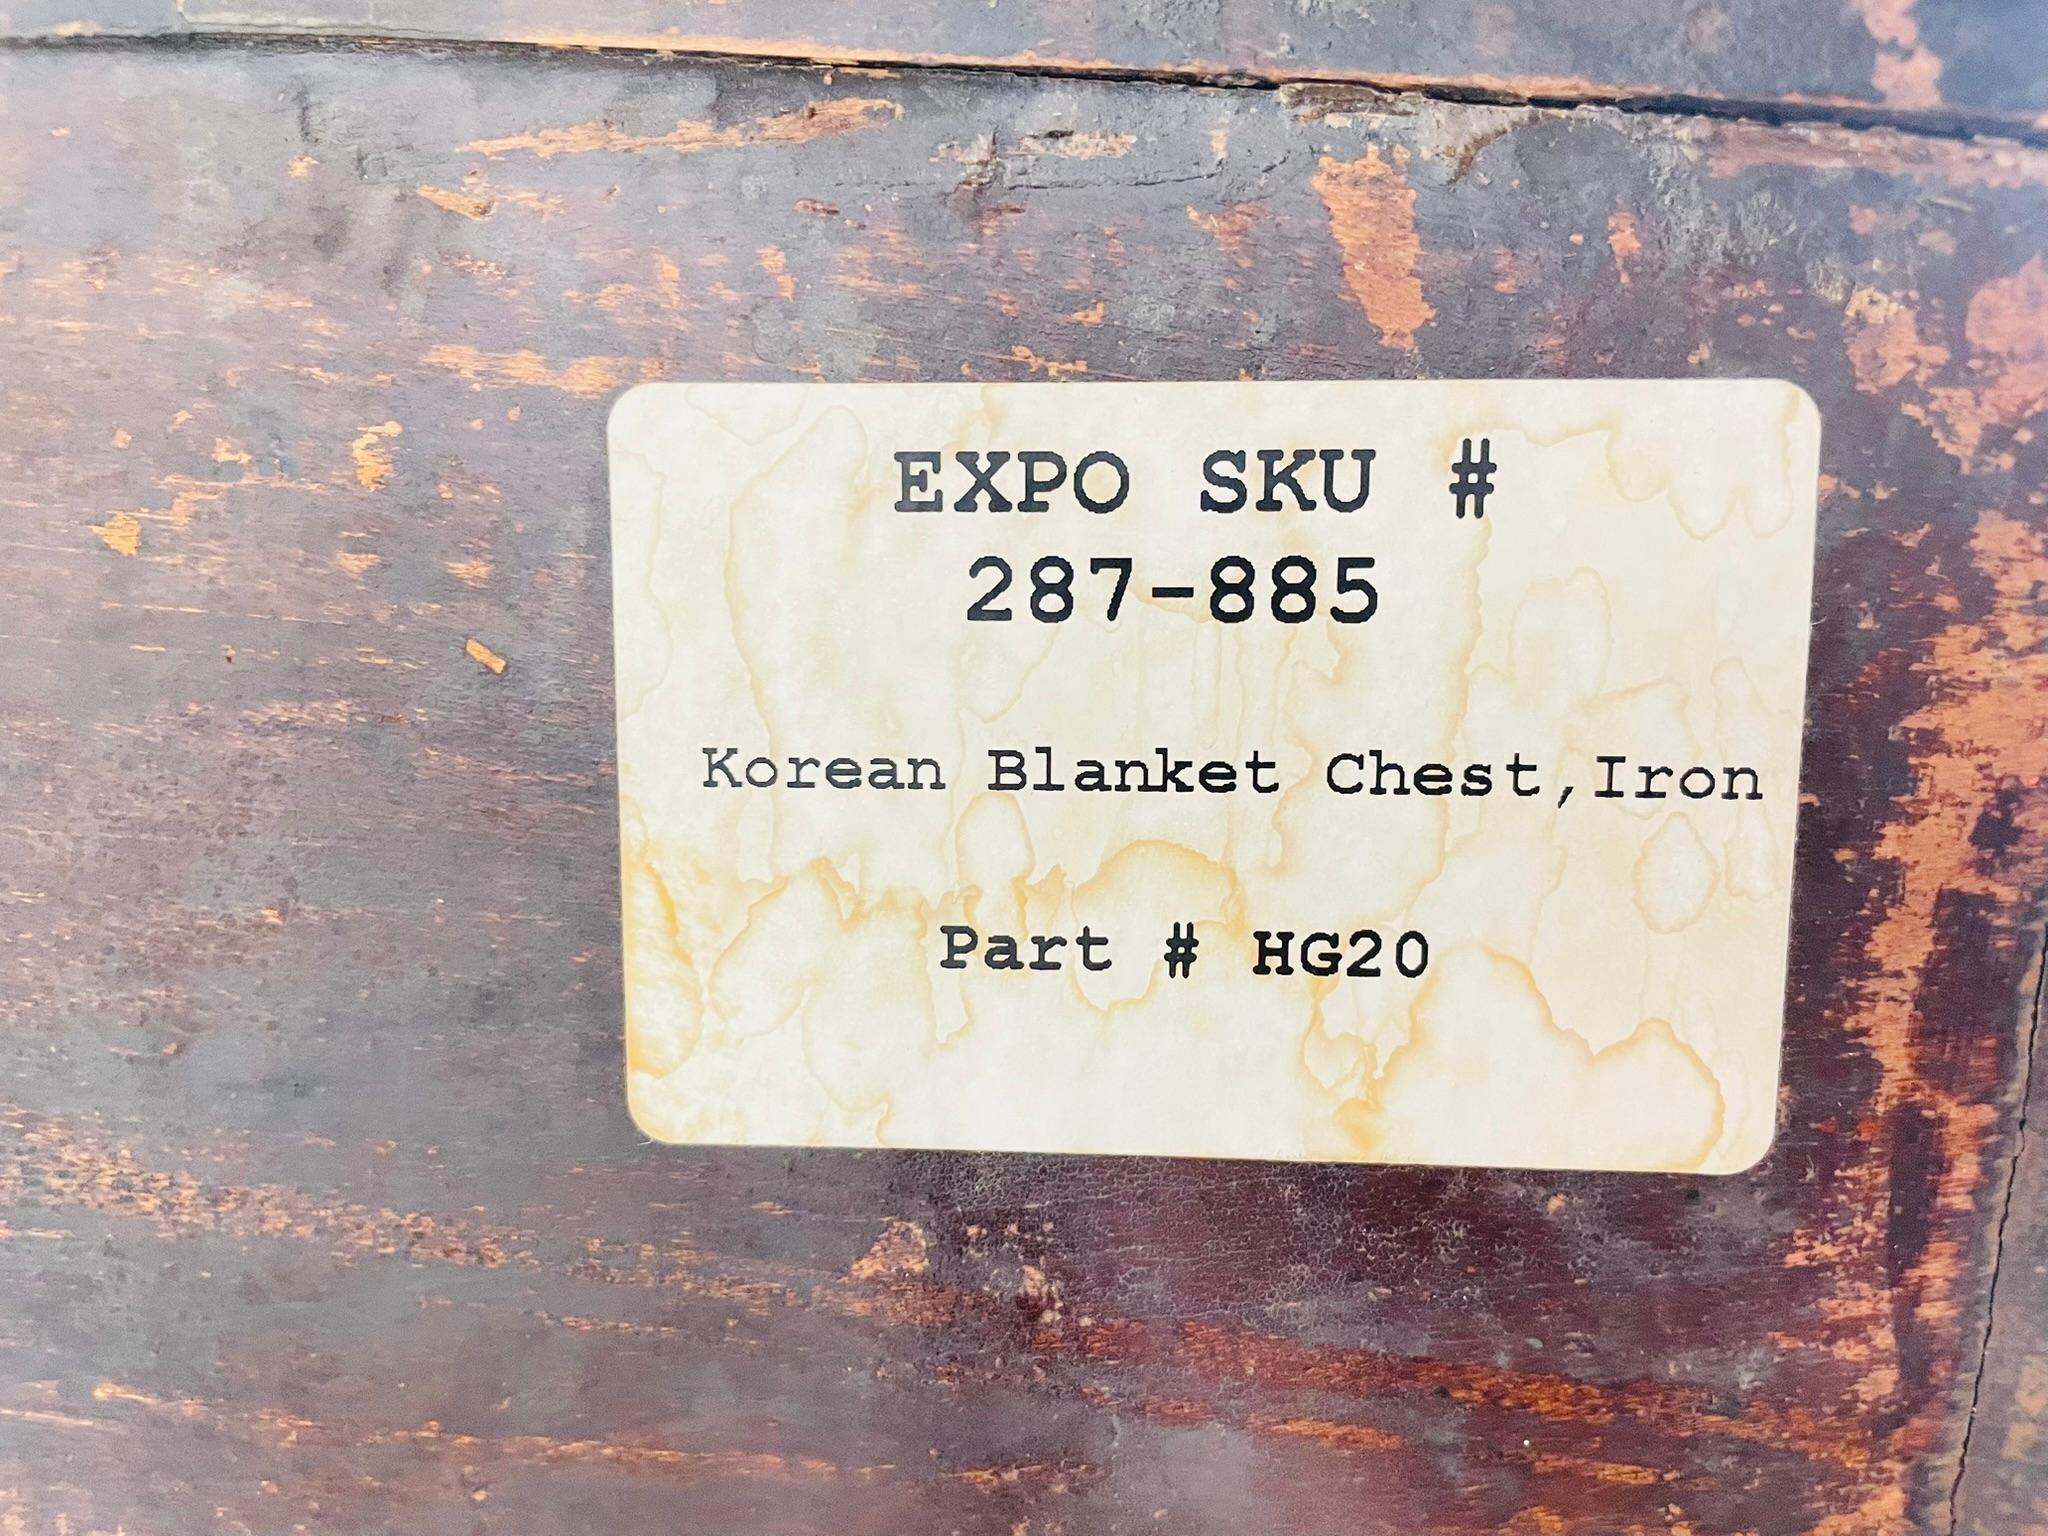 EXPO SKU #
287-885
Korean Blanket Chest,Iron
Part # HG20